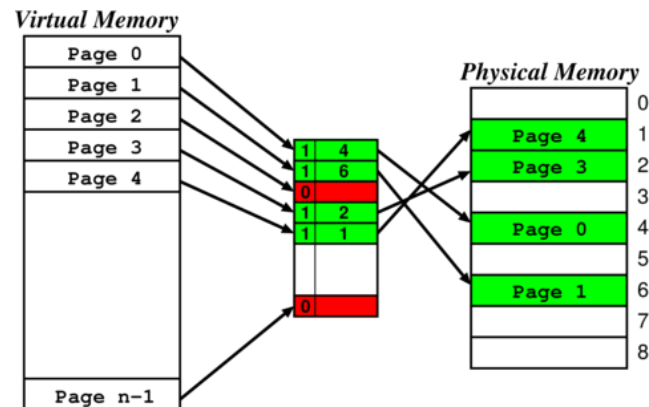 Virtual Memory
Page 0
Page 1
Page 2
Page 3
Page 4
Page n-1
1 4
1 6
0
1 2
1 1
0
Physical Memory
0
Page 4 1
Page 3 2
3
Page 0 4
5
Page 1 6
7
8